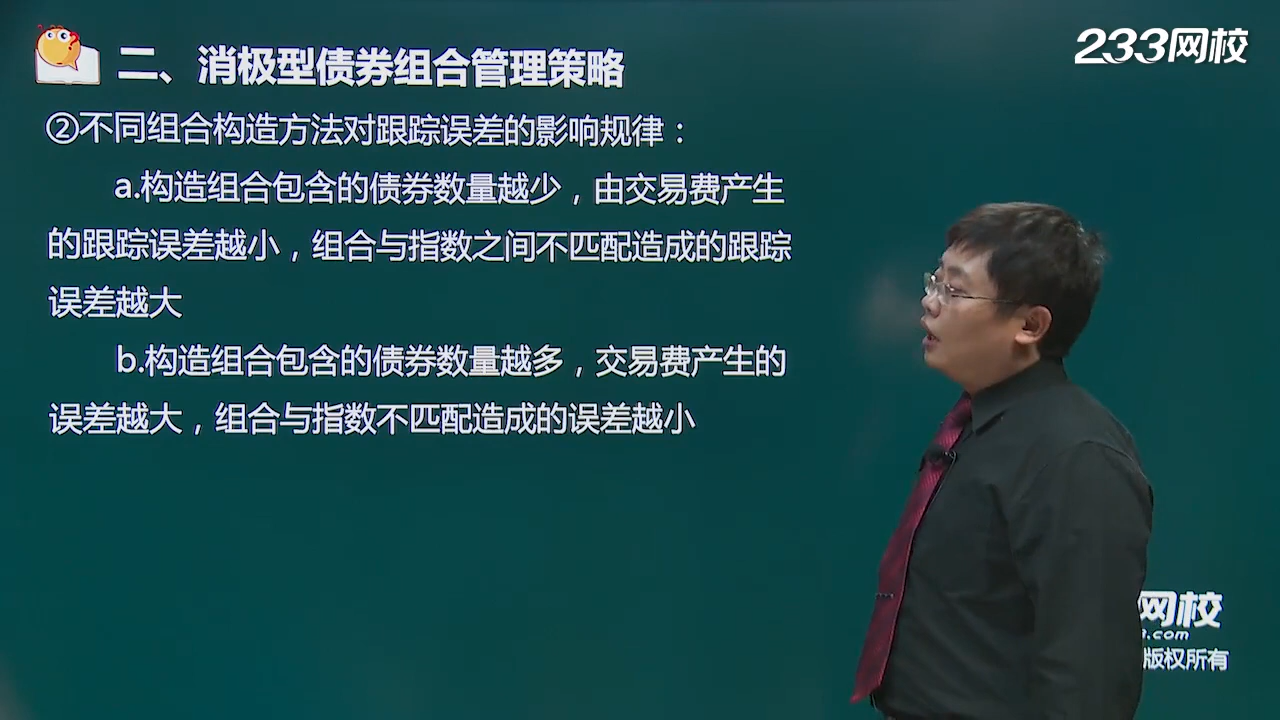 233网校
二、消极型债券组合管理策略
②不同组合构造方法对跟踪误差的影响规律：
a.构造组合包含的债券数量越少，由交易费产生
的跟踪误差越小，组合与指数之间不匹配造成的跟踪
误差越大
b.构造组合包含的债券数量越多，交易费产生的
误差越大，组合与指数不匹配造成的误差越小
网校
.com
版权所有